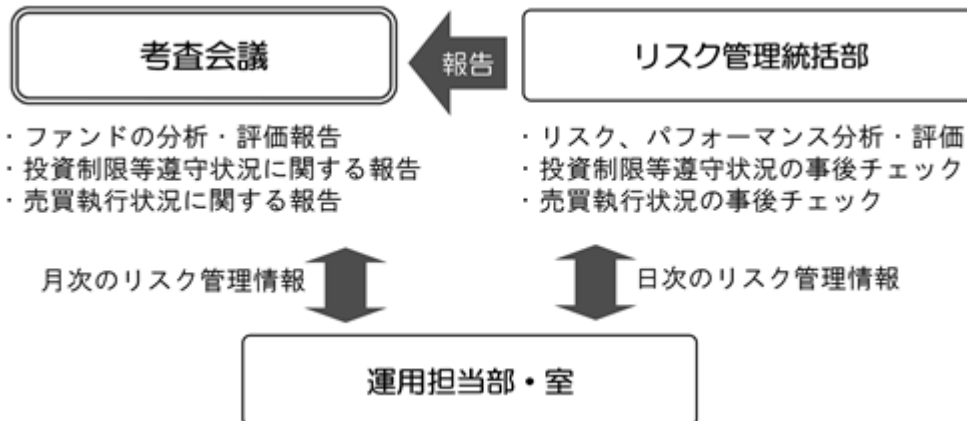 考査会議
報告
リスク管理統括部
・ファンドの分析・評価報告
・投資制限等遵守状況に関する報告
・売買執行状況に関する報告
・リスク、パフォーマンス分析・評価
・投資制限等遵守状況の事後チェック
・売買執行状況の事後チェック
月次のリスク管理情報
日次のリスク管理情報
運用担当部・室